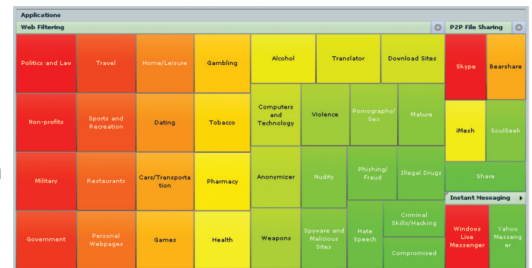 Applications
Web Filtering
P2P File Sharing
Politics and Law
Travel
Home/Leisure
Gambling
Alcohol
Translator
Download Sites
Skype
Bearshare
Non-profits
Sports and
Recreation
Dating
Tobacco
Computers
and
Technology
Violence
Pornography/
Sex
Mature
iMesh
SoulSeek
Military
Restaurants
Cars/Transporta
tion
Pharmacy
Anonymizer
Nudity
Phishing/
Fraud
Illegal Drugs
Share
Instant Messaging
Government
Personal
Webpages
Games
Health
Weapons
Spyware and
Malicious
Sites
Hate
Speech
Criminal
Skills/Hacking
Compromised
Windows
Live
Messenger
Yahoo
Messeng
er